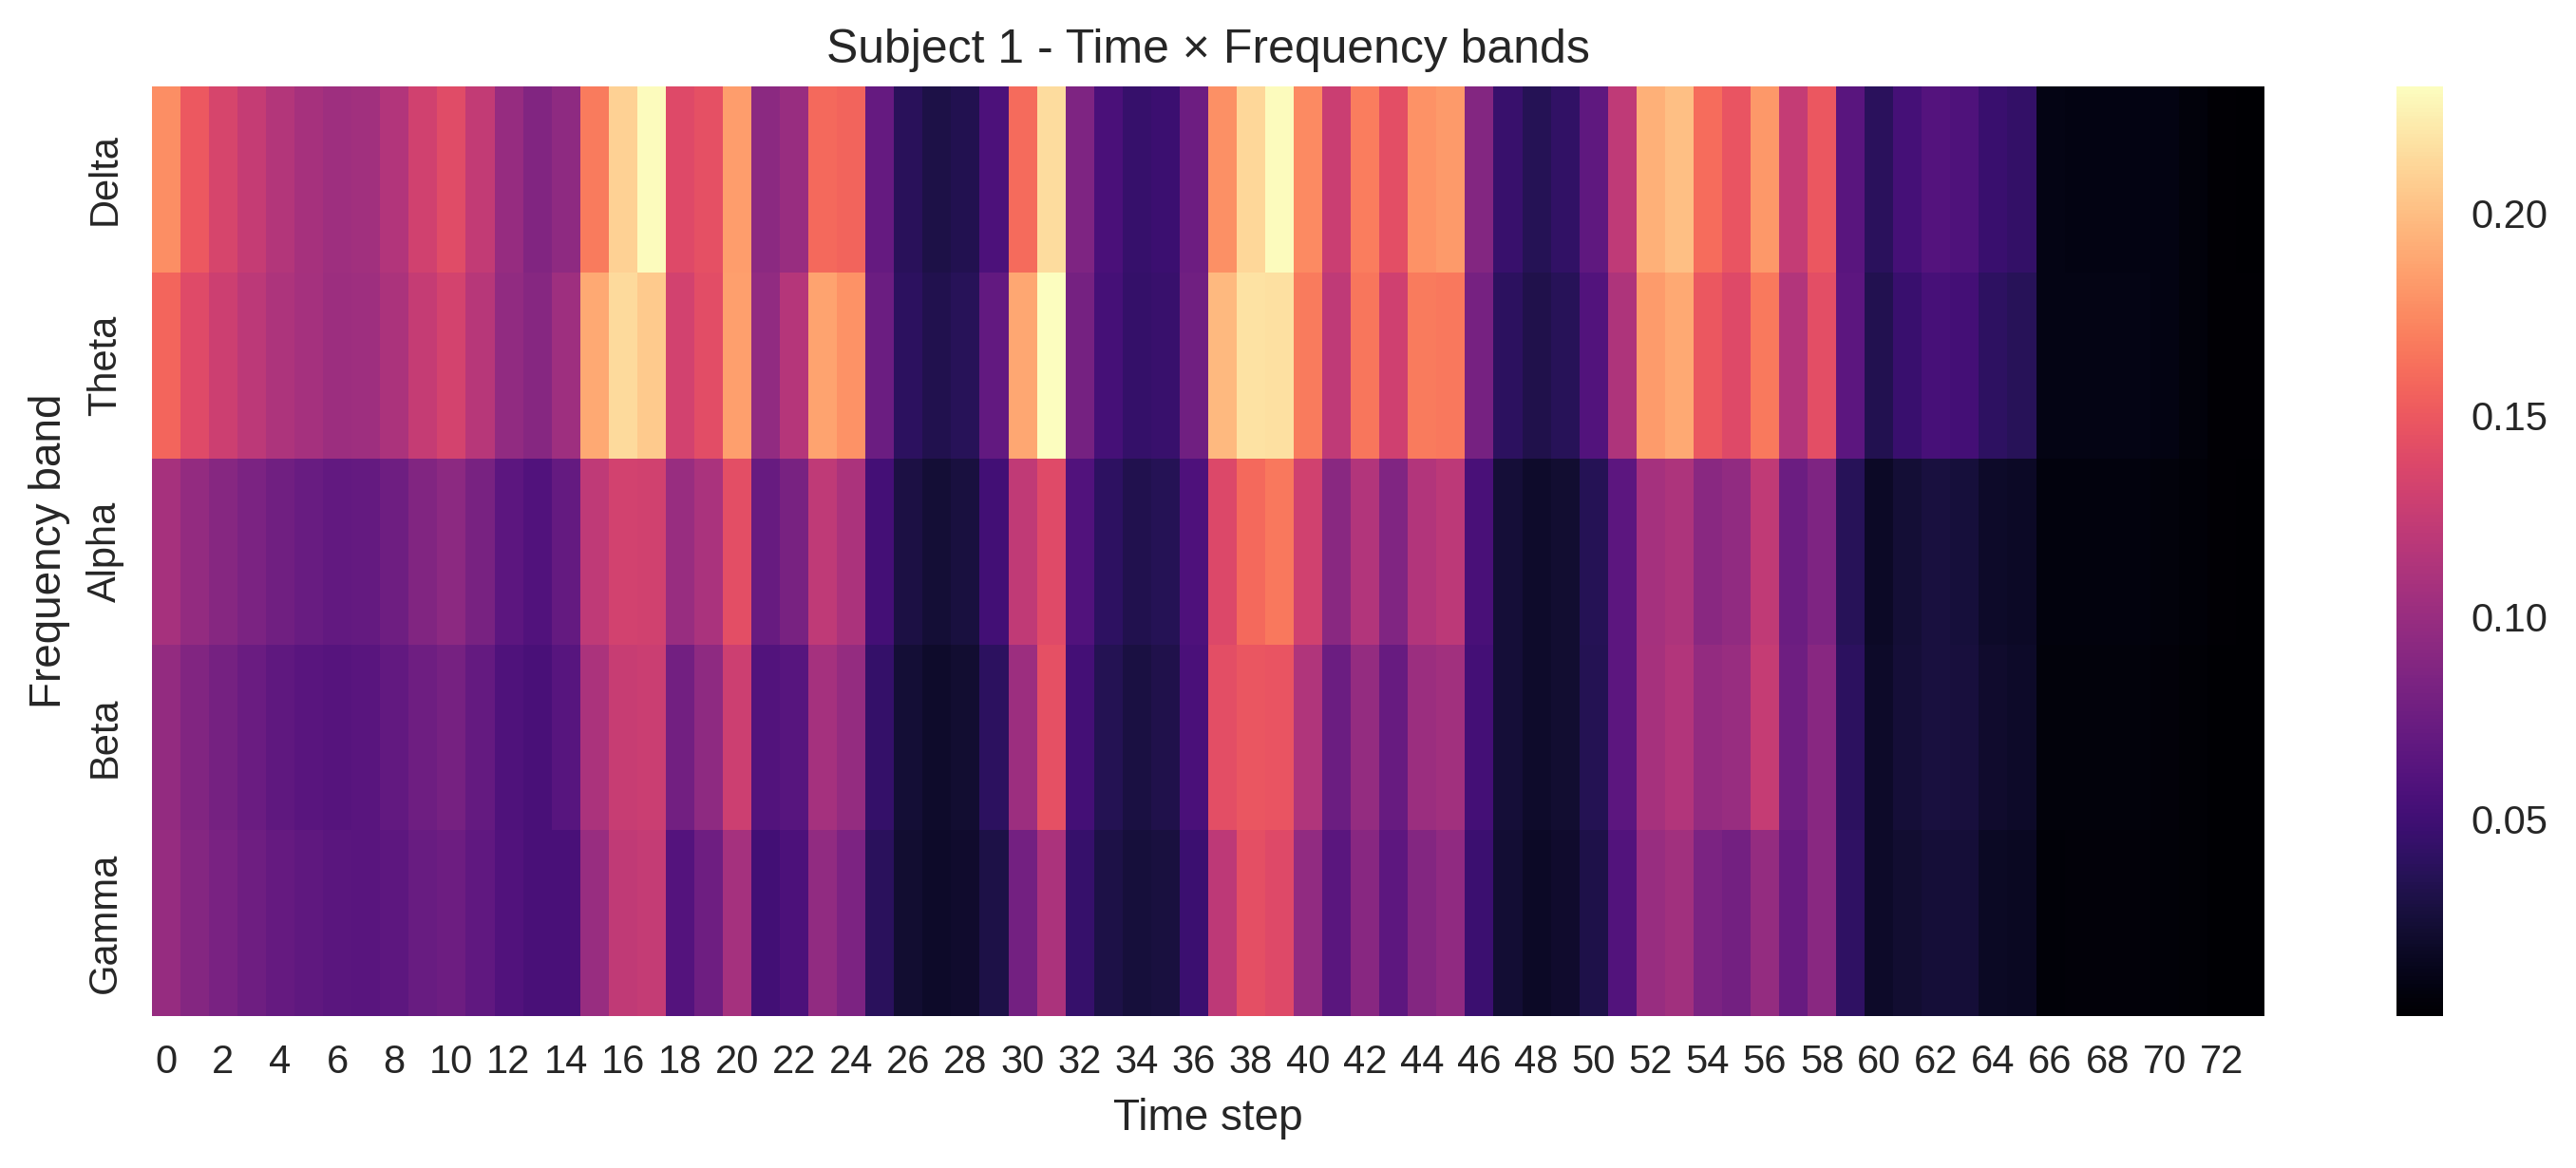 Subject 1 - Time × Frequency bands
Frequency band
Delta
Theta
Alpha
Beta
Gamma
0 2 4 6 8 10 12 14 16 18 20 22 24 26 28 30 32 34 36 38 40 42 44 46 48 50 52 54 56 58 60 62 64 66 68 70 72
Time step
0.20
0.15
0.10
0.05